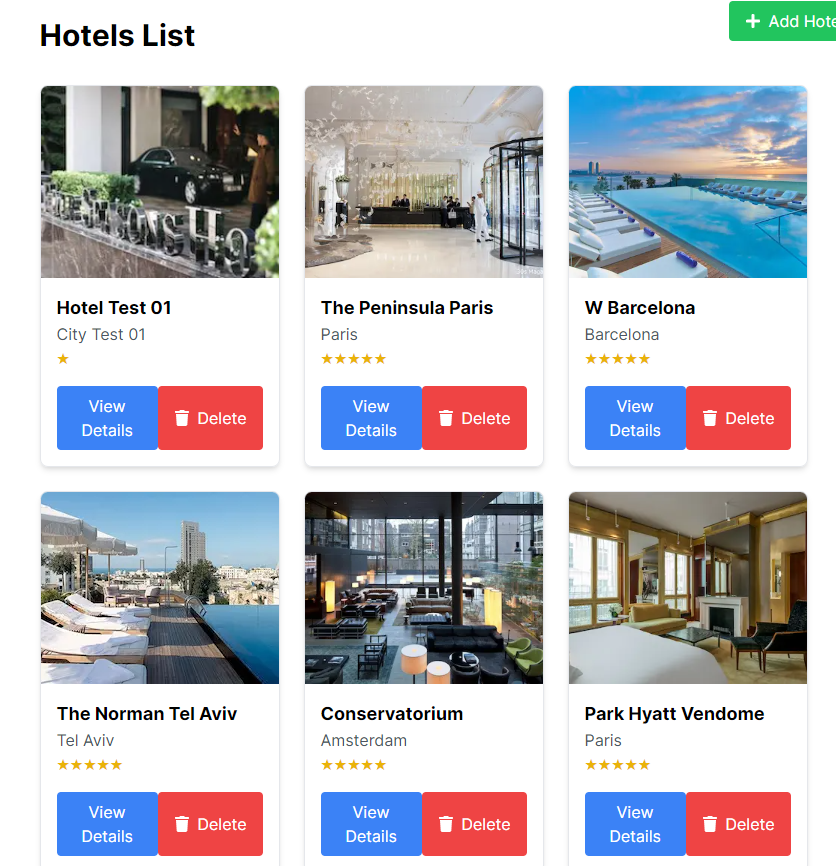 Hotels List
Add Hote
Hotel Test 01
City Test 01
★
View
Details
Delete
The Peninsula Paris
Paris
★★★★★
View
Details
Delete
W Barcelona
Barcelona
★★★★★
View
Details
Delete
The Norman Tel Aviv
Tel Aviv
★★★★★
View
Details
Delete
Conservatorium
Amsterdam
★★★★★
View
Details
Delete
Park Hyatt Vendome
Paris
★★★★★
View
Details
Delete